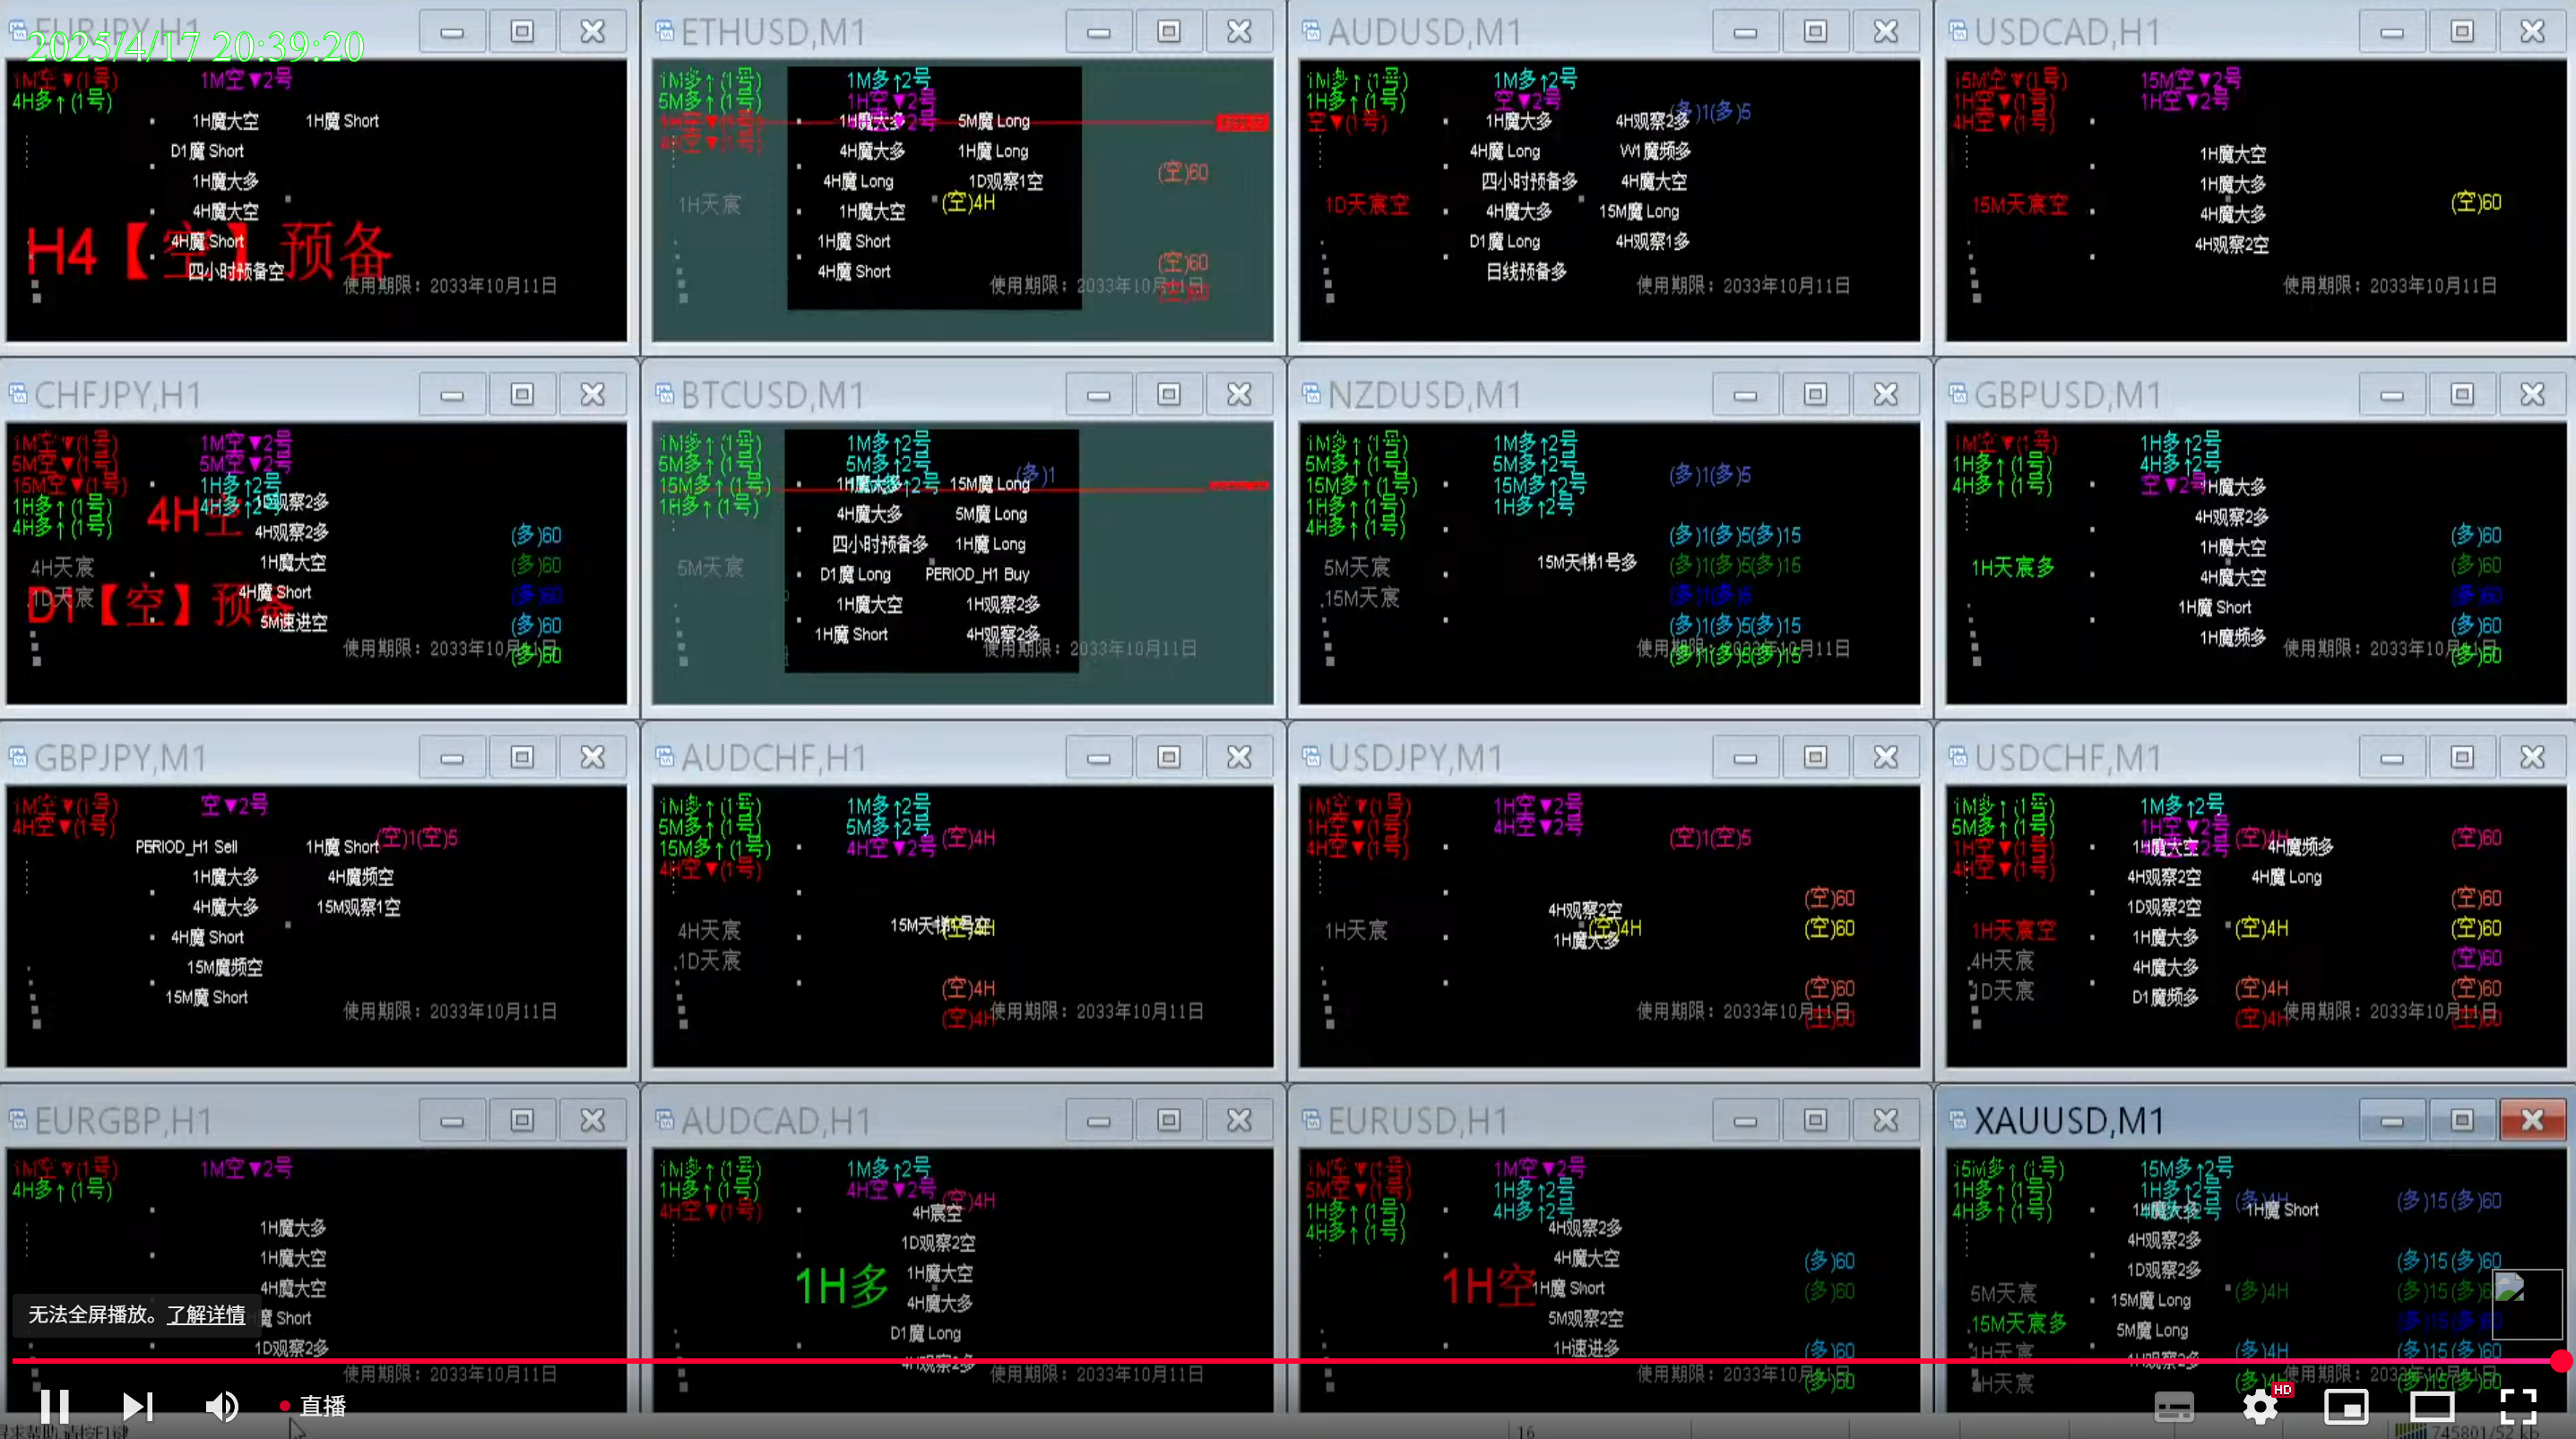 EURJPY,H1
2025/4/17 20:39:20
1M空▼(1号)
4H多↑(1号)
1M空▼2号
1H魔大空
1H魔 Short
D1魔 Short
1H魔大多
4H魔大空
4H魔 Short
H4【空】预备
四小时预备空
使用期限：2033年10月11日
ETHUSD,M1
1M多↑(1号)
5M多↑(1号)
4H空▼(1号)
1M多↑2号
1H空▼2号
1H魔大多
5M魔 Long
4H魔大多
1H魔 Long
4H魔 Long
1D观察1空
1H魔大空
(空)4H
1H魔 Short
4H魔 Short
1H天宸
(空)60
(空)60
(空)60
使用期限：2033年10月11日
AUDUSD,M1
1M多↑(1号)
1H多↑(1号)
空▼(1号)
1M多↑2号
空▼2号
(多)1(多)5
1H魔大多
4H观察2多
4H魔 Long
W1魔频多
四小时预备多
4H魔大空
4H魔大多
15M魔 Long
D1魔 Long
4H观察1多
日线预备多
1D天宸空
使用期限：2033年10月11日
USDCAD,H1
15M空▼(1号)
1H空▼(1号)
4H空▼(1号)
15M空▼2号
1H空▼2号
1H魔大空
1H魔大多
4H魔大多
4H观察2空
15M天宸空
(空)60
使用期限：2033年10月11日
CHFJPY,H1
1M空▼(1号)
5M空▼(1号)
15M空▼(1号)
1H多↑(1号)
4H多↑(1号)
1M空▼2号
5M空▼2号
1H多↑2号
4H多↑2号
4H空
1D观察2多
4H观察2多
1H魔大空
4H魔 Short
5M速进空
4H天宸
1D天宸
D1【空】预备
(多)60
(多)60
(多)60
(多)60
(多)60
使用期限：2033年10月11日
BTCUSD,M1
1M多↑(1号)
5M多↑(1号)
15M多↑(1号)
1H多↑(1号)
1M多↑2号
5M多↑2号
(多)1
1H魔大多
15M魔 Long
4H魔大多
5M魔 Long
四小时预备多
1H魔 Long
D1魔 Long
PERIOD_H1 Buy
1H魔大空
1H观察2多
1H魔 Short
4H观察2多
5M天宸
使用期限：2033年10月11日
NZDUSD,M1
1M多↑(1号)
5M多↑(1号)
15M多↑(1号)
1H多↑(1号)
4H多↑(1号)
1M多↑2号
5M多↑2号
15M多↑2号
1H多↑2号
(多)1(多)5
(多)1(多)5(多)15
15M天梯1号多
(多)1(多)5(多)15
(多)1(多)5
(多)1(多)5(多)15
(多)1(多)5(多)15
5M天宸
15M天宸
使用期限：2033年10月11日
GBPUSD,M1
1M空▼(1号)
1H多↑(1号)
4H多↑(1号)
1H多↑2号
4H多↑2号
空▼2号
1H魔大多
4H观察2多
1H魔大空
4H魔大空
1H魔 Short
1H魔频多
1H天宸多
(多)60
(多)60
(多)60
(多)60
(多)60
使用期限：2033年10月11日
GBPJPY,M1
1M空▼(1号)
4H空▼(1号)
空▼2号
(空)1(空)5
PERIOD_H1 Sell
1H魔 Short
1H魔大多
4H魔频空
4H魔大多
15M观察1空
4H魔 Short
15M魔频空
15M魔 Short
使用期限：2033年10月11日
AUDCHF,H1
1M多↑(1号)
5M多↑(1号)
15M多↑(1号)
4H空▼(1号)
1M多↑2号
5M多↑2号
4H空▼2号
(空)4H
15M天梯1号空
(空)4H
4H天宸
1D天宸
(空)4H
(空)4H
使用期限：2033年10月11日
USDJPY,M1
1M空▼(1号)
1H空▼(1号)
4H空▼(1号)
1H空▼2号
4H空▼2号
(空)1(空)5
4H观察2空
(空)4H
1H魔大多
1H天宸
(空)60
(空)60
(空)60
(空)60
使用期限：2033年10月11日
USDCHF,M1
1M多↑(1号)
5M多↑(1号)
1H空▼(1号)
4H空▼(1号)
1M多↑2号
1H空▼2号
(空)4H
(空)60
1H魔大空
4H魔频多
4H观察2空
4H魔 Long
1D观察2空
1H魔大多
4H魔大多
D1魔频多
1H天宸空
4H天宸
1D天宸
(空)4H
(空)4H
(空)4H
(空)60
(空)60
(空)60
(空)60
(空)60
使用期限：2033年10月11日
EURGBP,H1
1M空▼(1号)
4H多↑(1号)
1M空▼2号
1H魔大多
1H魔大空
4H魔大空
魔 Short
1D观察2多
使用期限：2033年10月11日
AUDCAD,H1
1M多↑(1号)
1H多↑(1号)
4H空▼(1号)
1M多↑2号
4H空▼2号
(空)4H
4H宸空
1D观察2空
1H魔大空
4H魔大多
D1魔 Long
4H观察2多
1H多
使用期限：2033年10月11日
EURUSD,H1
1M空▼(1号)
5M空▼(1号)
1H多↑(1号)
4H多↑(1号)
1M空▼2号
1H多↑2号
4H多↑2号
4H观察2多
4H魔大空
1H魔 Short
5M观察2空
1H速进多
1H空
(多)60
(多)60
(多)60
(多)60
使用期限：2033年10月11日
XAUUSD,M1
15M多↑(1号)
1H多↑(1号)
4H多↑(1号)
15M多↑2号
1H多↑2号
(多)4H
(多)15(多)60
1H魔大多
1H魔 Short
4H观察2多
1D观察2多
15M魔 Long
5M魔 Long
5M天宸
15M天宸多
1H天宸
4H天宸
(多)4H
(多)4H
(多)15(多)60
(多)15(多)60
使用期限：2033年10月11日
无法全屏播放。了解详情
直播
HD
16